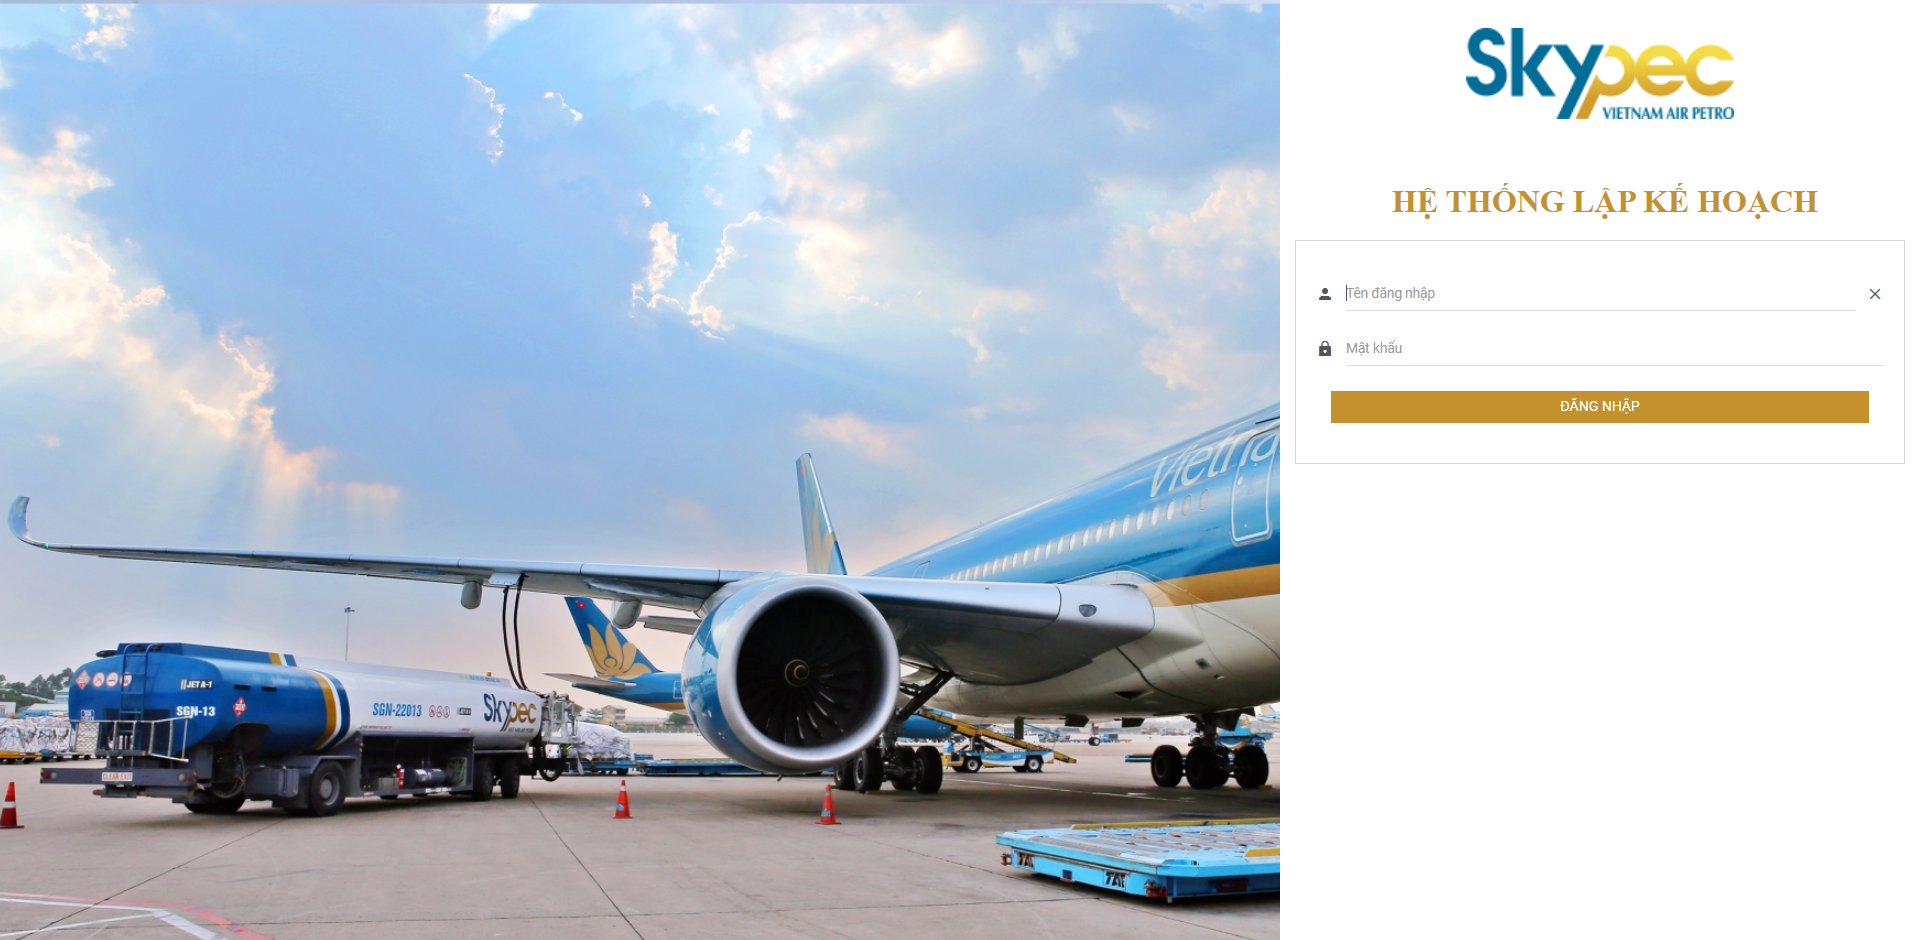 Skypec
VIETNAM AIR PETRO
HỆ THỐNG LẬP KẾ HOẠCH
Tên đăng nhập
Mật khẩu
ĐĂNG NHẬP
Vietna
JET A-1
SGN-13
SGN-22013
Skypec
TAT